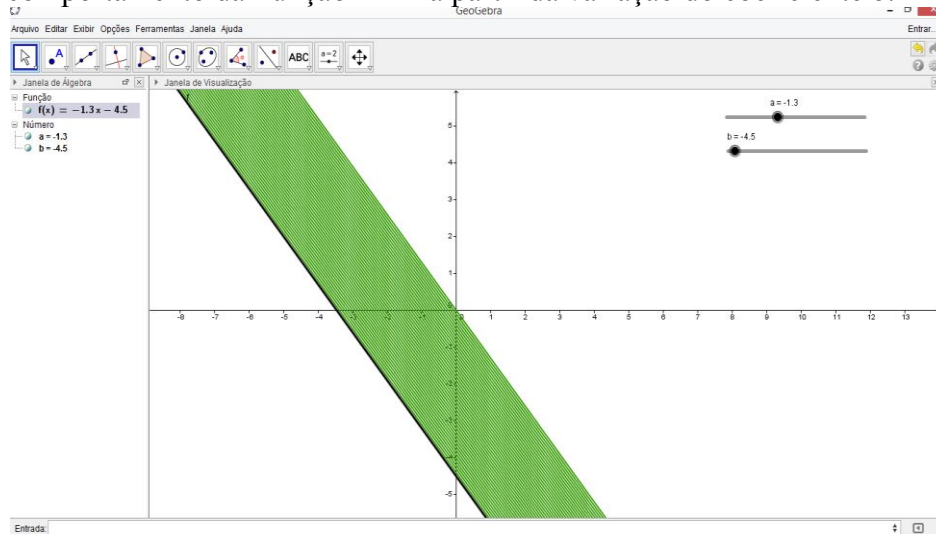 GeoGebra
Arquivo Editar Exibir Opções Ferramentas Janela Ajuda
Entrar...
A
ABC
a=2
Janela de Álgebra
Janela de Visualização
Função
f(x) = −1.3x − 4.5
Número
a = -1.3
b = -4.5
a = -1.3
b = -4.5
f
5
4
3
2
1
0
-8 -7 -6 -5 -4 -3 -2 -1 0 1 2 3 4 5 6 7 8 9 10 11 12 13
-1
-2
-3
-4
-5
Entrada: